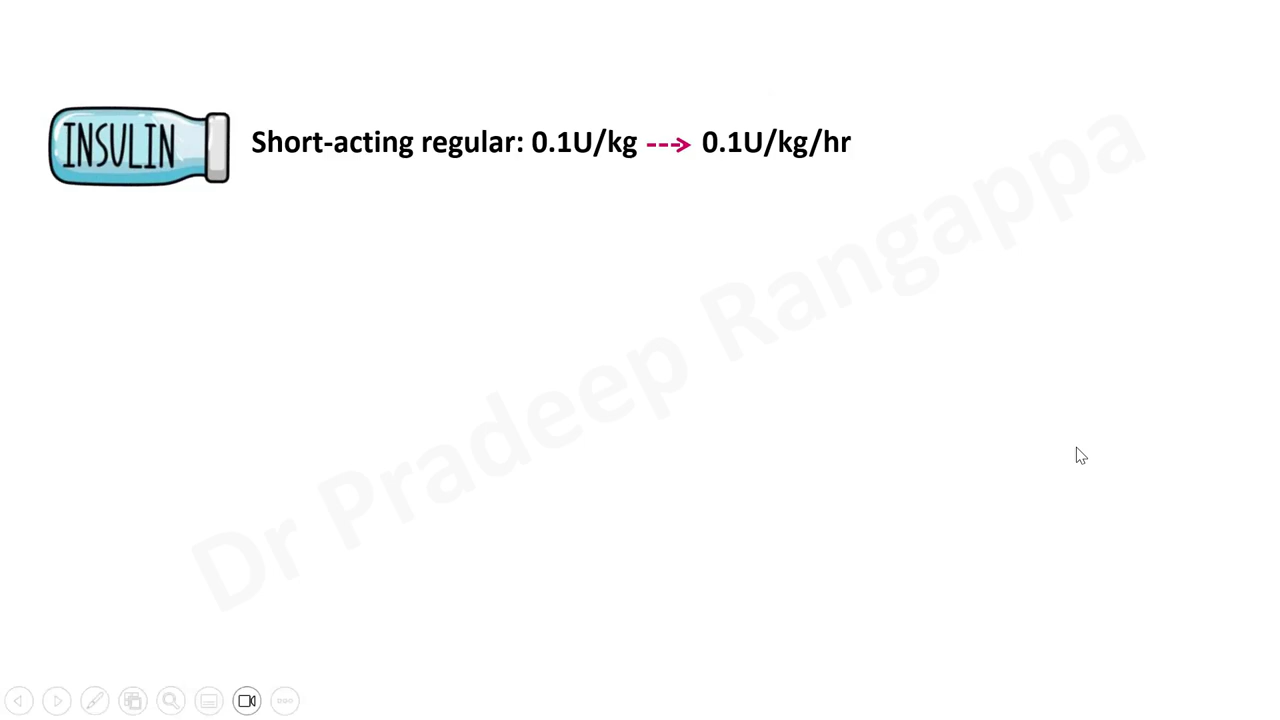 INSULIN
Short-acting regular: 0.1U/kg ---> 0.1U/kg/hr
Dr Pradeep Rangappa